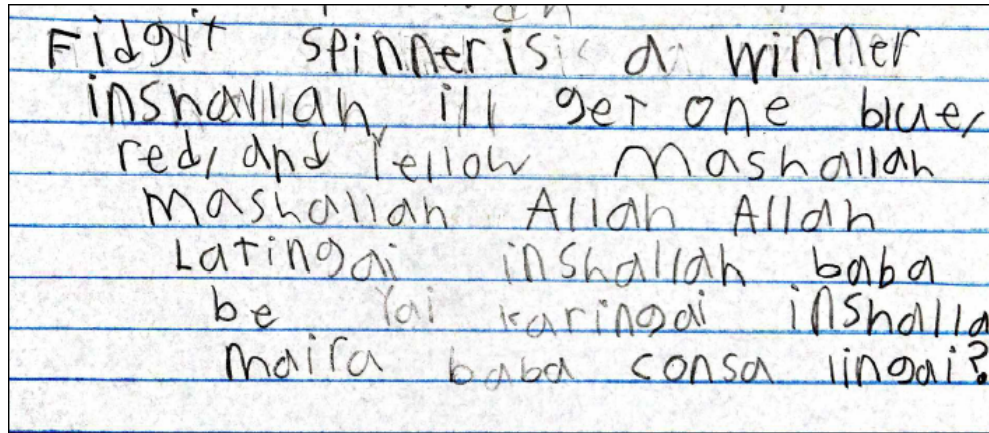 Fidgit spinner is a winner
inshallah, ill get one blue,
red, and Yellow Mashallah
Mashallah Allah Allah
Latingai inshallah baba
be lai karingai inshalla
maira baba consa lingai?